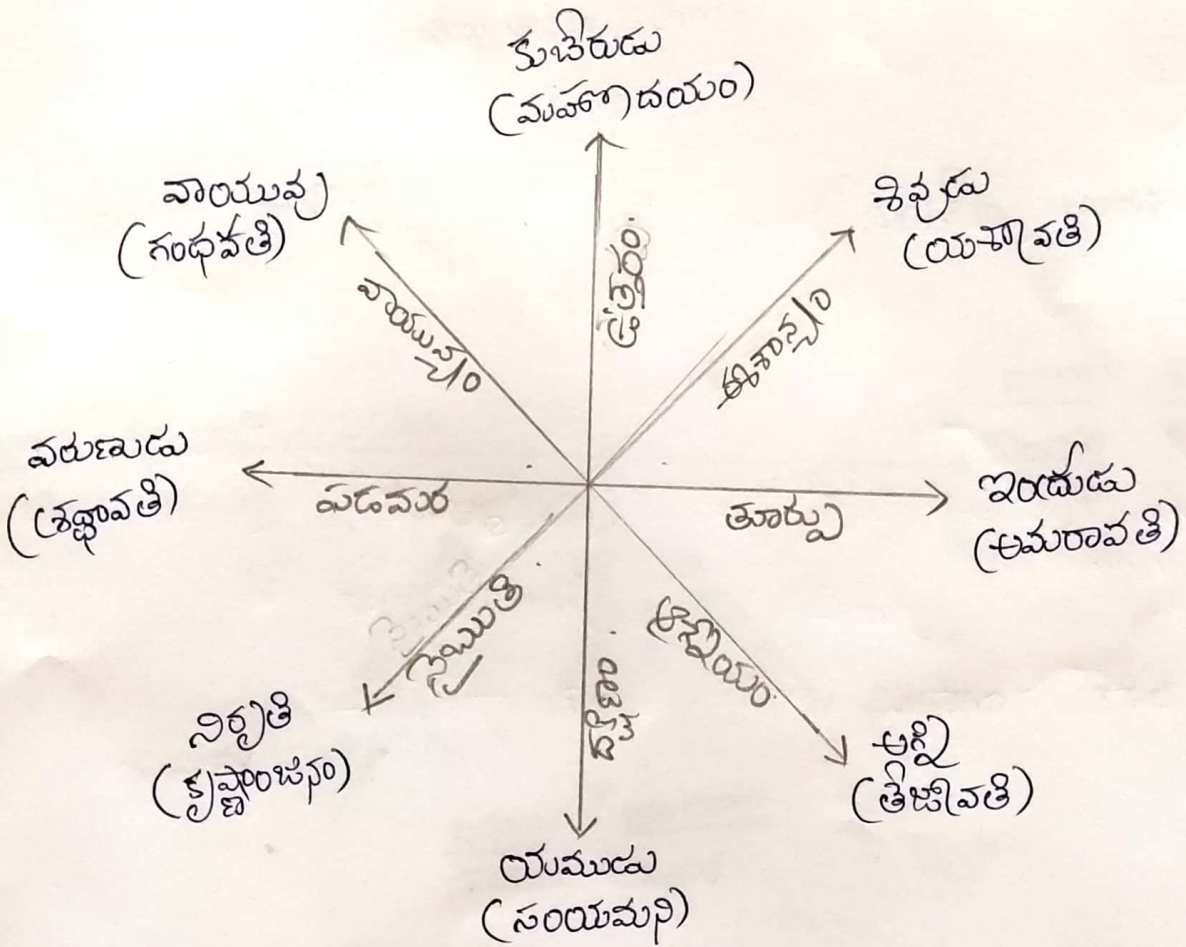 కుబేరుడు
(మహోదయం)
వాయువు
(గంధవతి)
శివుడు
(యశోవతి)
ఉత్తరం.
వాయువ్యం
ఈశాన్యం
వరుణుడు
(శ్రద్ధావతి)
పడమర
తూర్పు
ఇంద్రుడు
(అమరావతి)
నైఋతి
దక్షిణం
ఆగ్నేయం
నిర్ఋతి
(కృష్ణాంజనం)
అగ్ని
(తేజోవతి)
యముడు
(సంయమని)